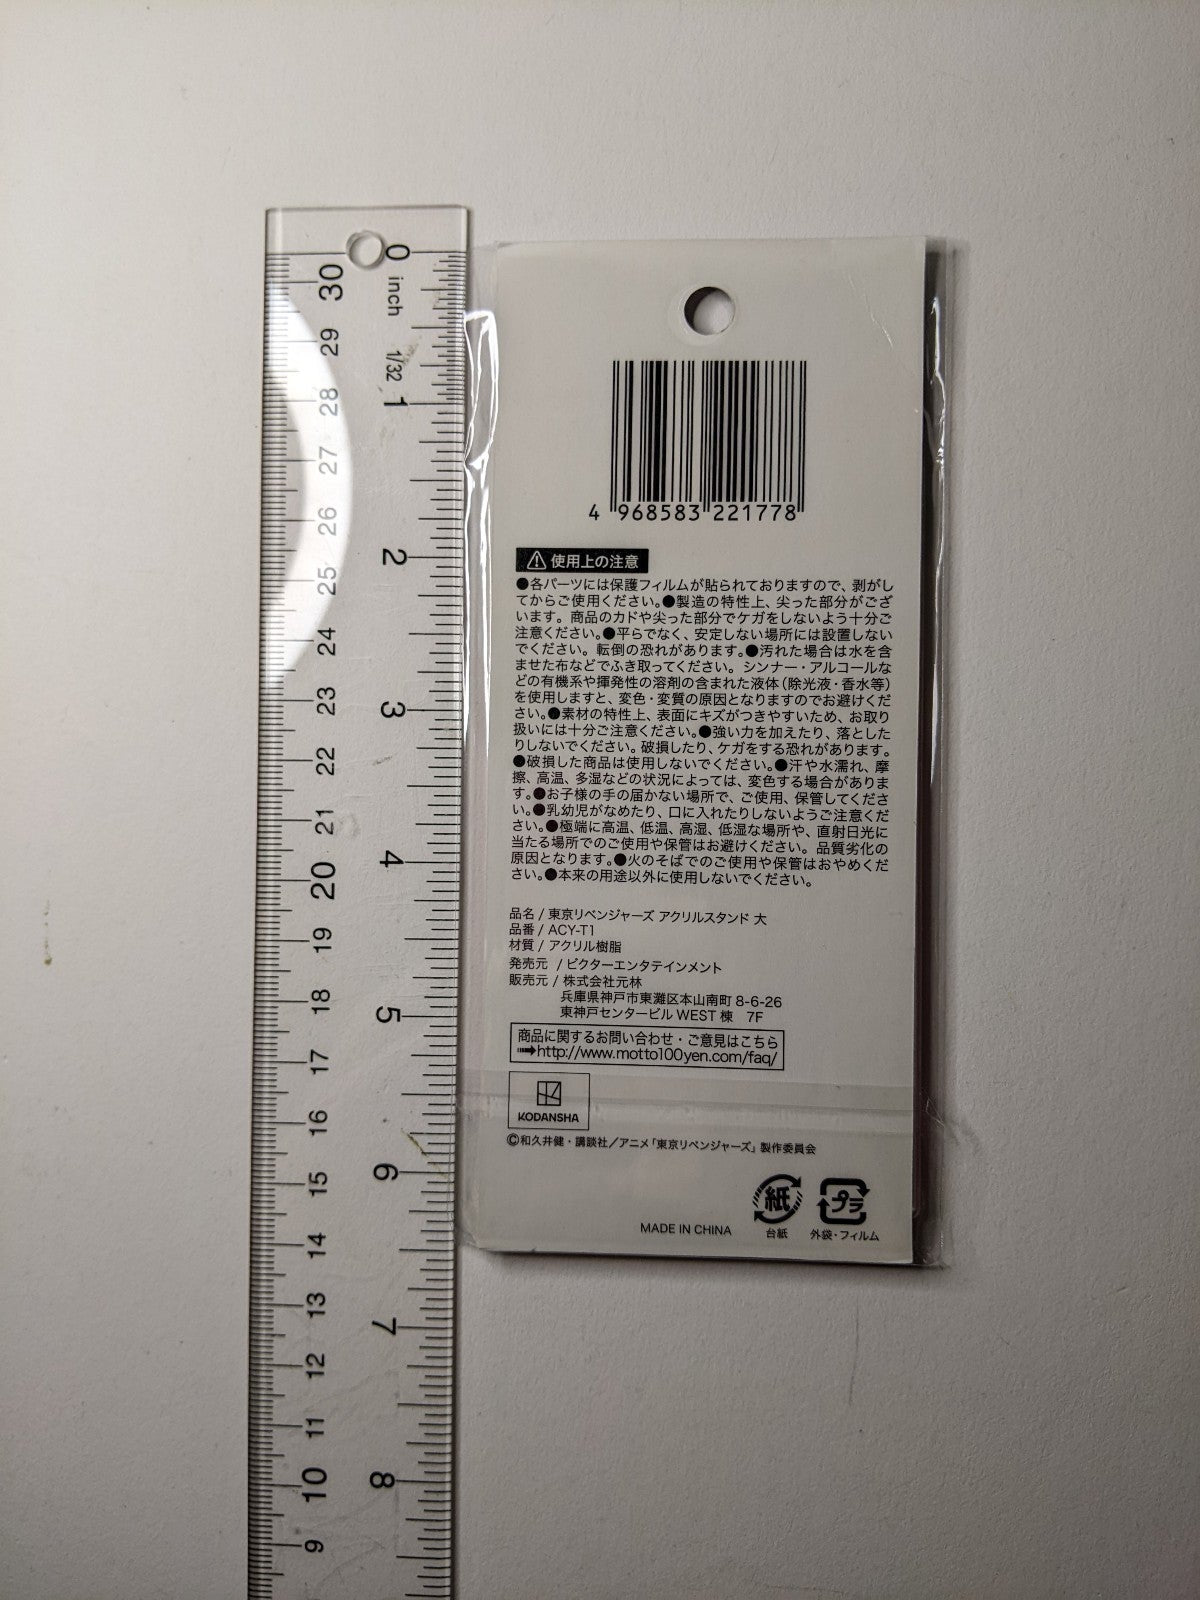 0
inch
1/32
1
2
3
4
5
6
7
8
30
29
28
27
26
25
24
23
22
21
20
19
18
17
16
15
14
13
12
11
10
9
4 968583 221778
⚠使用上の注意
●各パーツには保護フィルムが貼られておりますので、剥がし
てからご使用ください。●製造の特性上、尖った部分がござ
います。商品のカドや尖った部分でケガをしないよう十分ご
注意ください。●平らでなく、安定しない場所には設置しない
でください。転倒の恐れがあります。●汚れた場合は水を含
ませた布などでふき取ってください。シンナー・アルコールな
どの有機系や揮発性の溶剤の含まれた液体（除光液・香水等）
を使用しますと、変色・変質の原因となりますのでお避けくだ
さい。●素材の特性上、表面にキズがつきやすいため、お取り
扱いには十分ご注意ください。●強い力を加えたり、落とした
りしないでください。破損したり、ケガをする恐れがあります。
●破損した商品は使用しないでください。●汗や水濡れ、摩
擦、高温、多湿などの状況によっては、変色する場合がありま
す。●お子様の手の届かない場所で、ご使用、保管してくださ
い。●乳幼児がなめたり、口に入れたりしないようご注意くだ
さい。●極端に高温、低温、高湿、低湿な場所や、直射日光に
当たる場所でのご使用や保管はお避けください。品質劣化の
原因となります。●火のそばでのご使用や保管はおやめくだ
さい。●本来の用途以外に使用しないでください。
品名 / 東京リベンジャーズ アクリルスタンド 大
品番 / ACY-T1
材質 / アクリル樹脂
発売元 / ビクターエンタテインメント
販売元 / 株式会社元林
兵庫県神戸市東灘区本山南町 8-6-26
東神戸センタービル WEST 棟 7F
商品に関するお問い合わせ・ご意見はこちら
➡http://www.motto100yen.com/faq/
KODANSHA
©和久井健・講談社／アニメ「東京リベンジャーズ」製作委員会
紙
台紙
プラ
外袋・フィルム
MADE IN CHINA